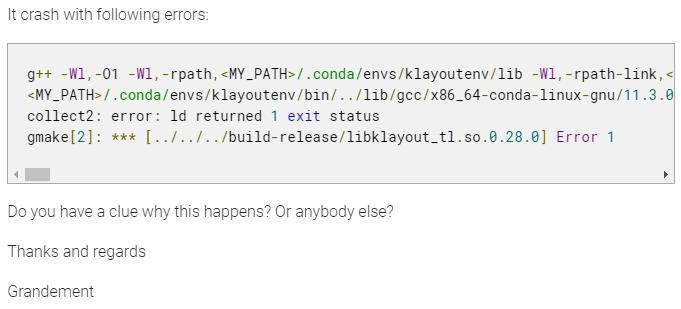 It crash with following errors:
g++ -Wl,-O1 -Wl,-rpath,<MY_PATH>/.conda/envs/klayoutenv/lib -Wl,-rpath-link,<
<MY_PATH>/.conda/envs/klayoutenv/bin/../lib/gcc/x86_64-conda-linux-gnu/11.3.0
collect2: error: ld returned 1 exit status
gmake[2]: *** [../../../build-release/libklayout_tl.so.0.28.0] Error 1
Do you have a clue why this happens? Or anybody else?
Thanks and regards
Grandement